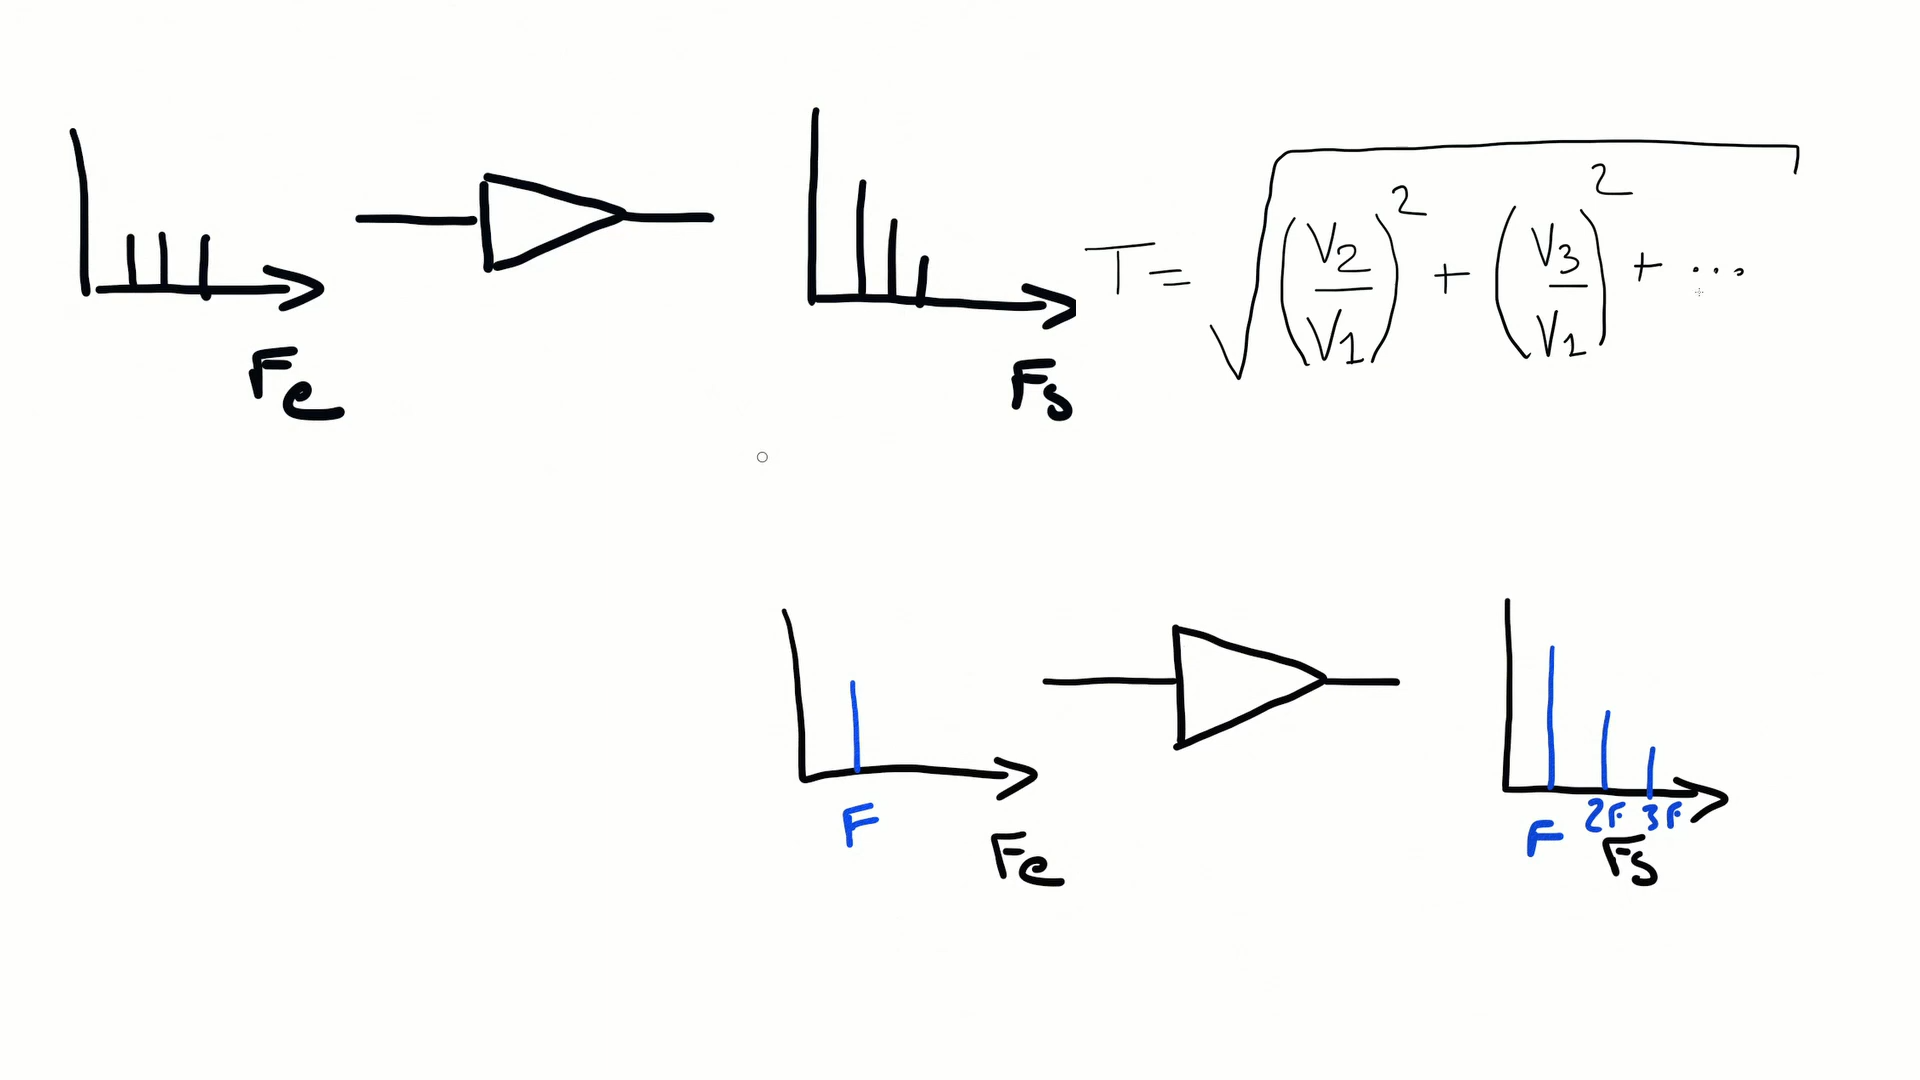 Fe
Fs
T = √((V2/V1)² + (V3/V1)² + ...)
F
Fe
F 2F 3F
Fs